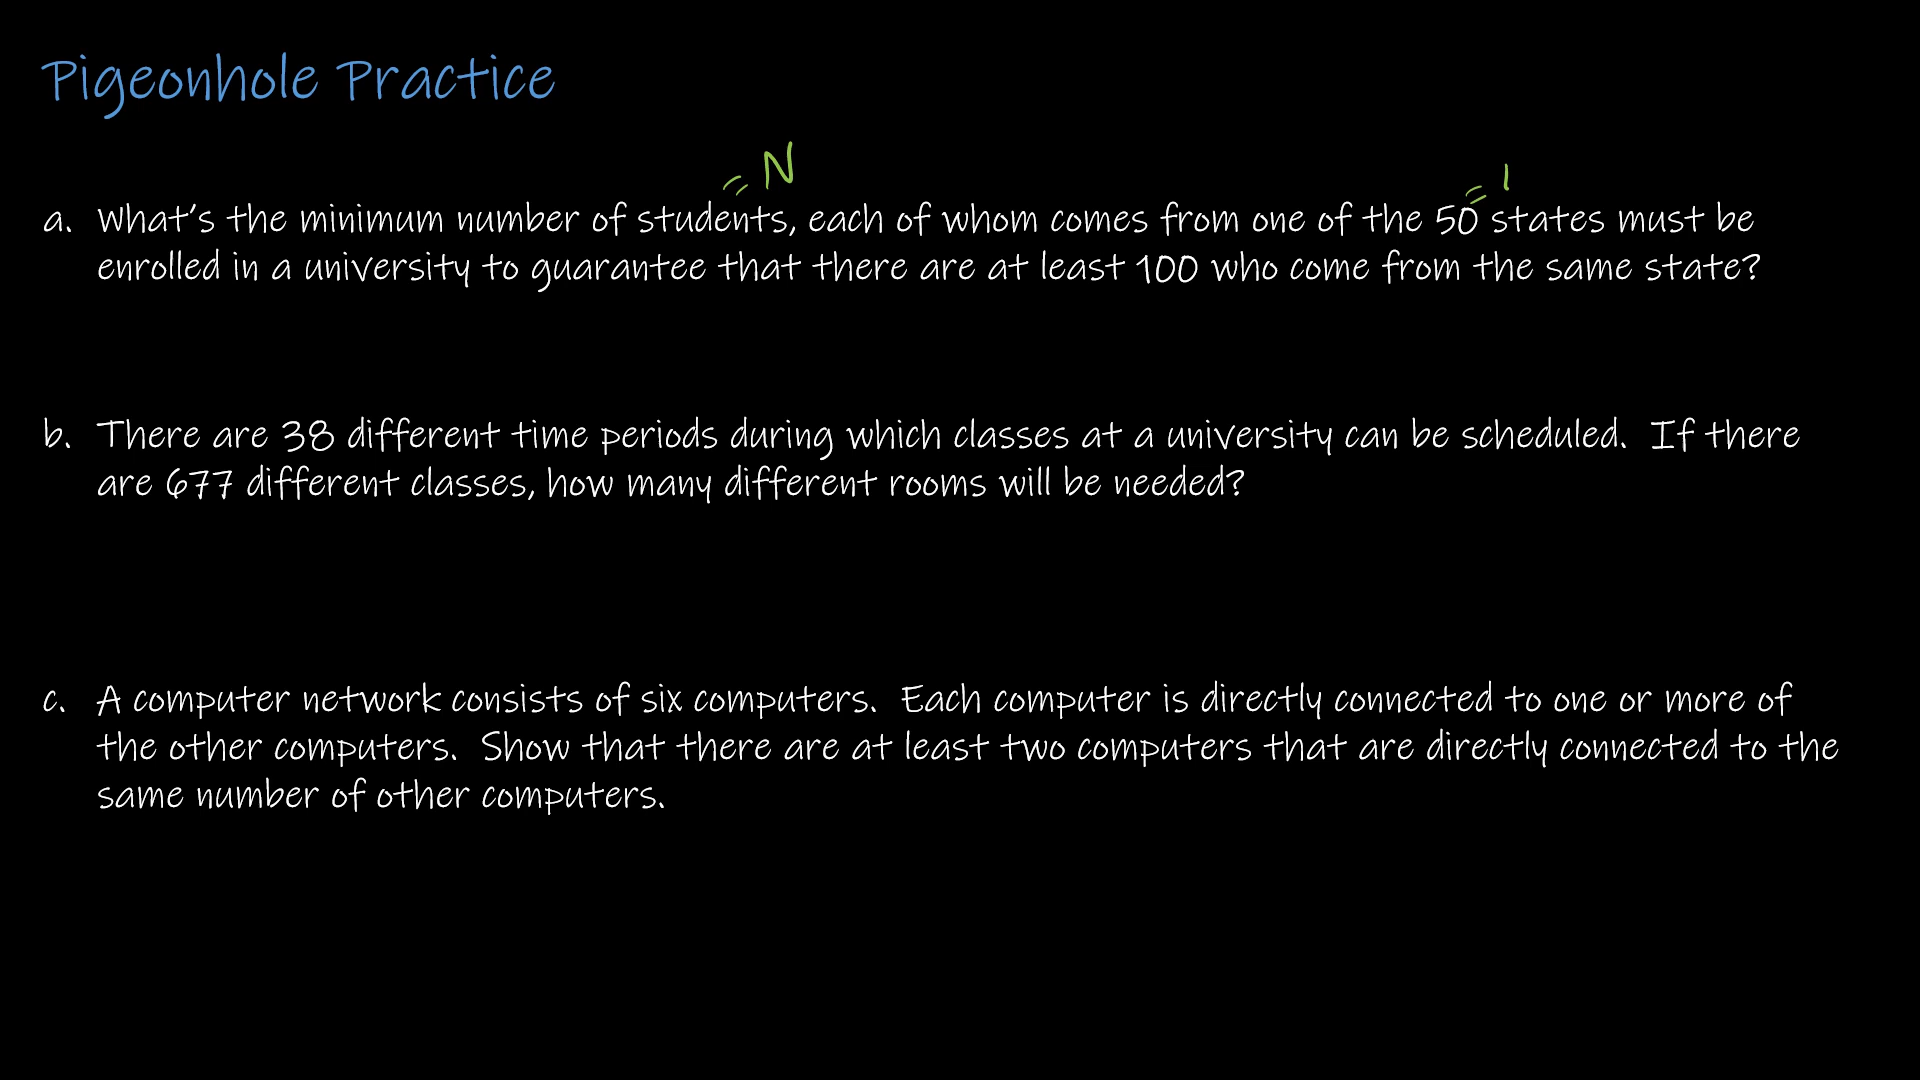 Pigeonhole Practice
= N
= 1
a. What's the minimum number of students, each of whom comes from one of the 50 states must be
enrolled in a university to guarantee that there are at least 100 who come from the same state?
b. There are 38 different time periods during which classes at a university can be scheduled. If there
are 677 different classes, how many different rooms will be needed?
c. A computer network consists of six computers. Each computer is directly connected to one or more of
the other computers. Show that there are at least two computers that are directly connected to the
same number of other computers.